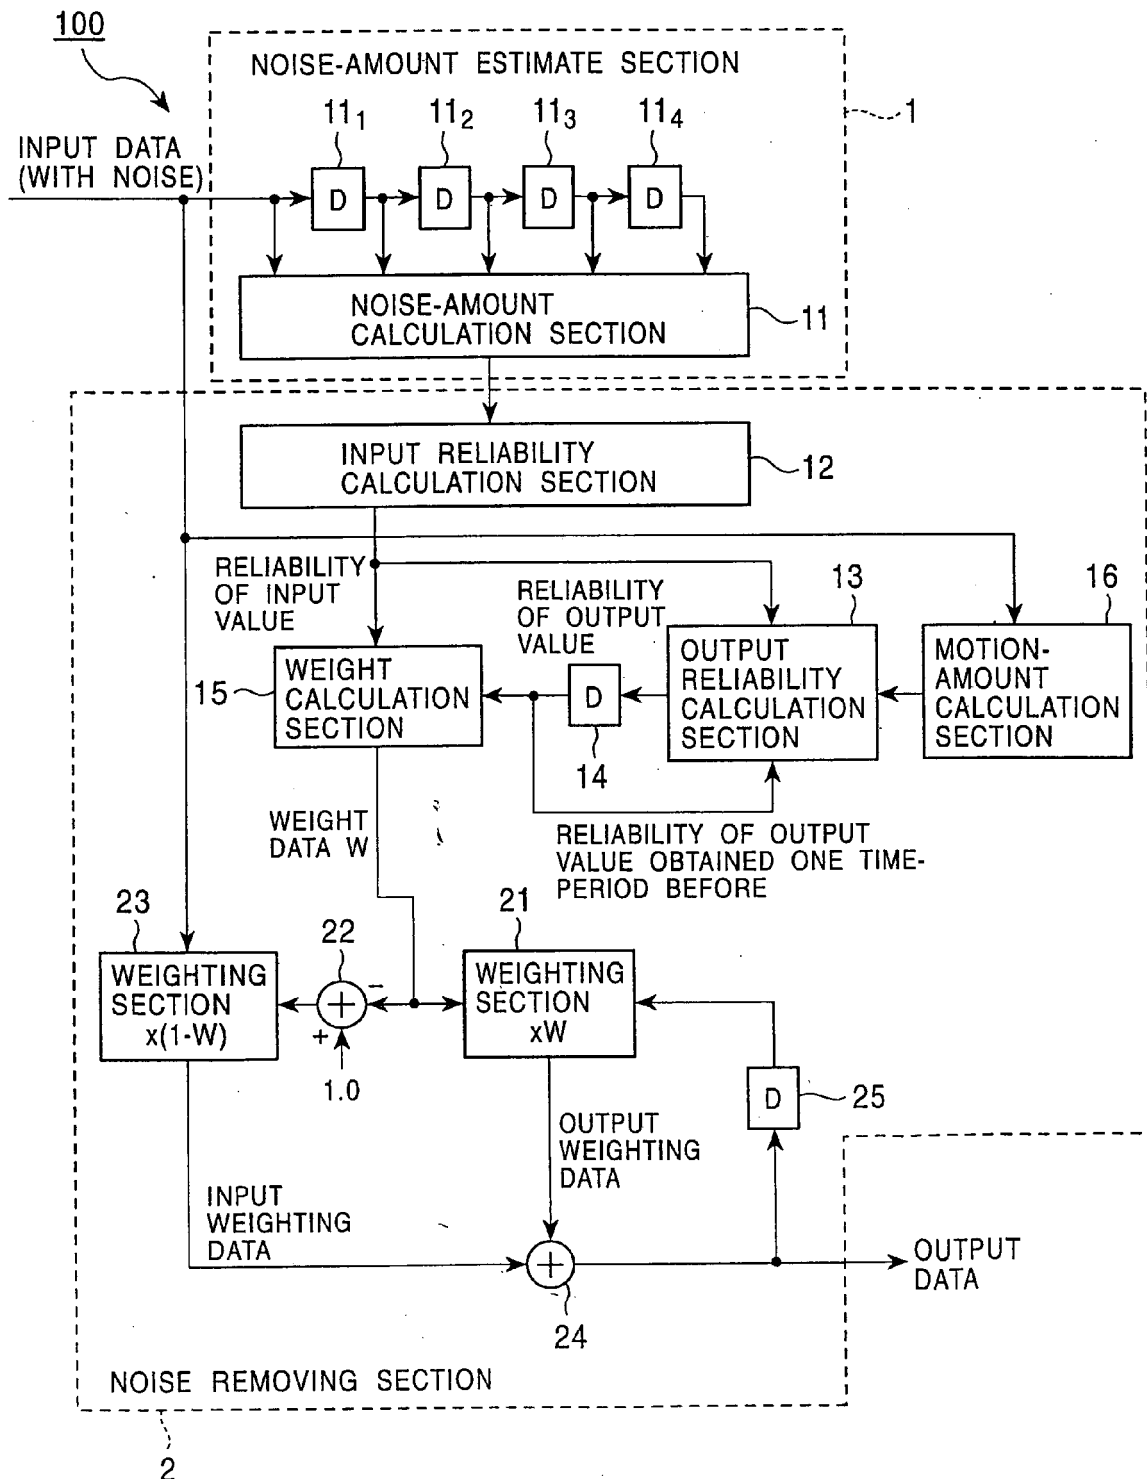 100
NOISE-AMOUNT ESTIMATE SECTION
1
11₁
11₂
11₃
11₄
INPUT DATA
(WITH NOISE)
D
D
D
D
NOISE-AMOUNT
CALCULATION SECTION
11
INPUT RELIABILITY
CALCULATION SECTION
12
RELIABILITY
OF INPUT
VALUE
RELIABILITY
OF OUTPUT
VALUE
13
16
15
WEIGHT
CALCULATION
SECTION
D
14
OUTPUT
RELIABILITY
CALCULATION
SECTION
MOTION-
AMOUNT
CALCULATION
SECTION
WEIGHT
DATA W
RELIABILITY OF OUTPUT
VALUE OBTAINED ONE TIME-
PERIOD BEFORE
23
22
21
WEIGHTING
SECTION
x(1-W)
+
-
+
1.0
WEIGHTING
SECTION
xW
D
25
OUTPUT
WEIGHTING
DATA
INPUT
WEIGHTING
DATA
+
24
OUTPUT
DATA
NOISE REMOVING SECTION
2